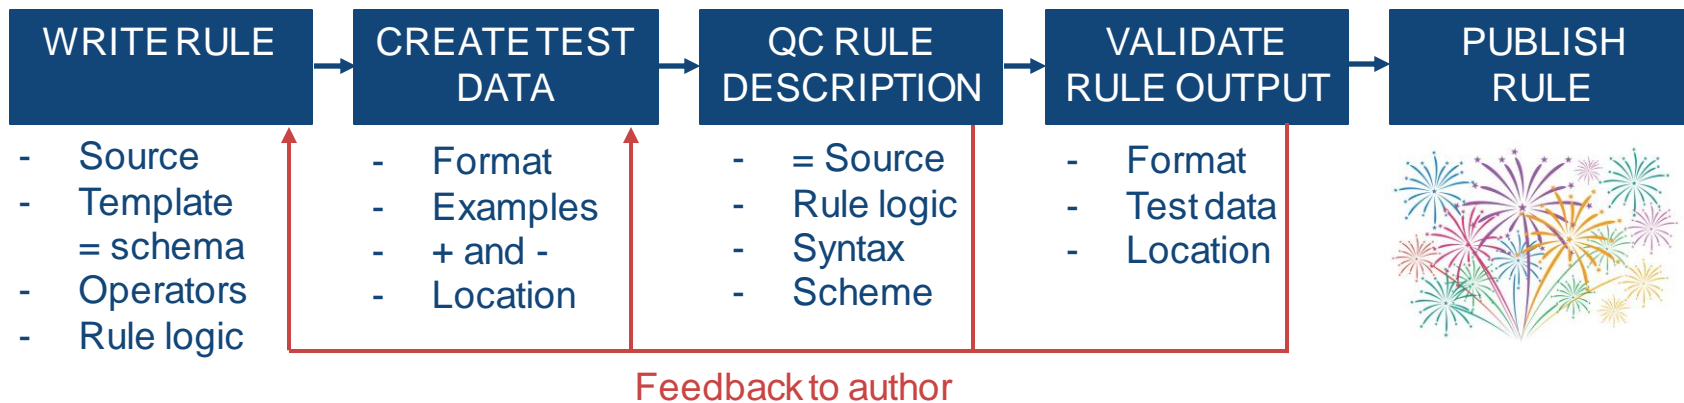 WRITE RULE
CREATE TEST
DATA
QC RULE
DESCRIPTION
VALIDATE
RULE OUTPUT
PUBLISH
RULE
- Source
- Template
= schema
- Operators
- Rule logic
- Format
- Examples
- + and -
- Location
- = Source
- Rule logic
- Syntax
- Scheme
- Format
- Test data
- Location
Feedback to author